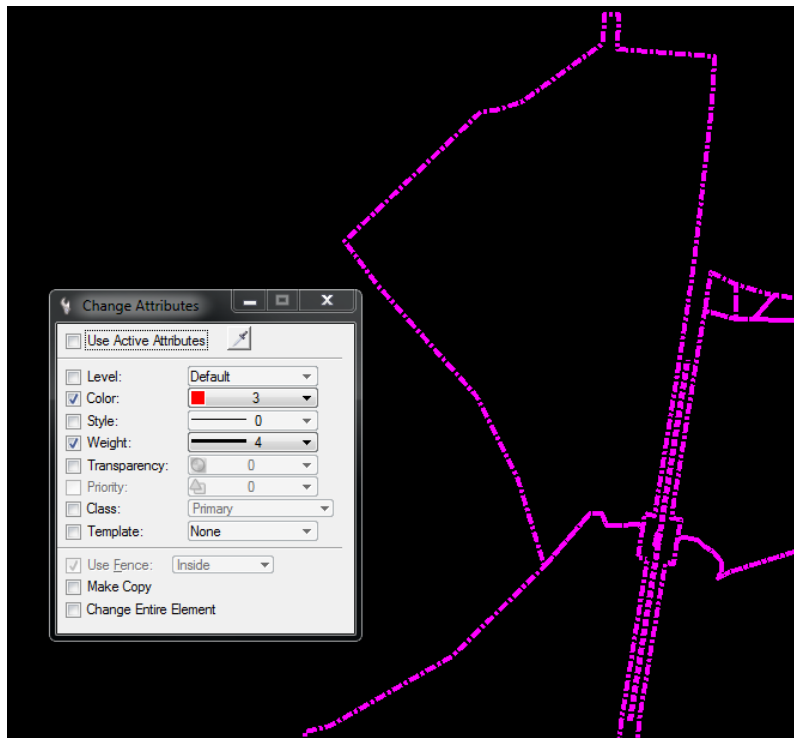 Change Attributes
Use Active Attributes
Level: Default
Color: 3
Style: 0
Weight: 4
Transparency: 0
Priority: 0
Class: Primary
Template: None
Use Fence: Inside
Make Copy
Change Entire Element